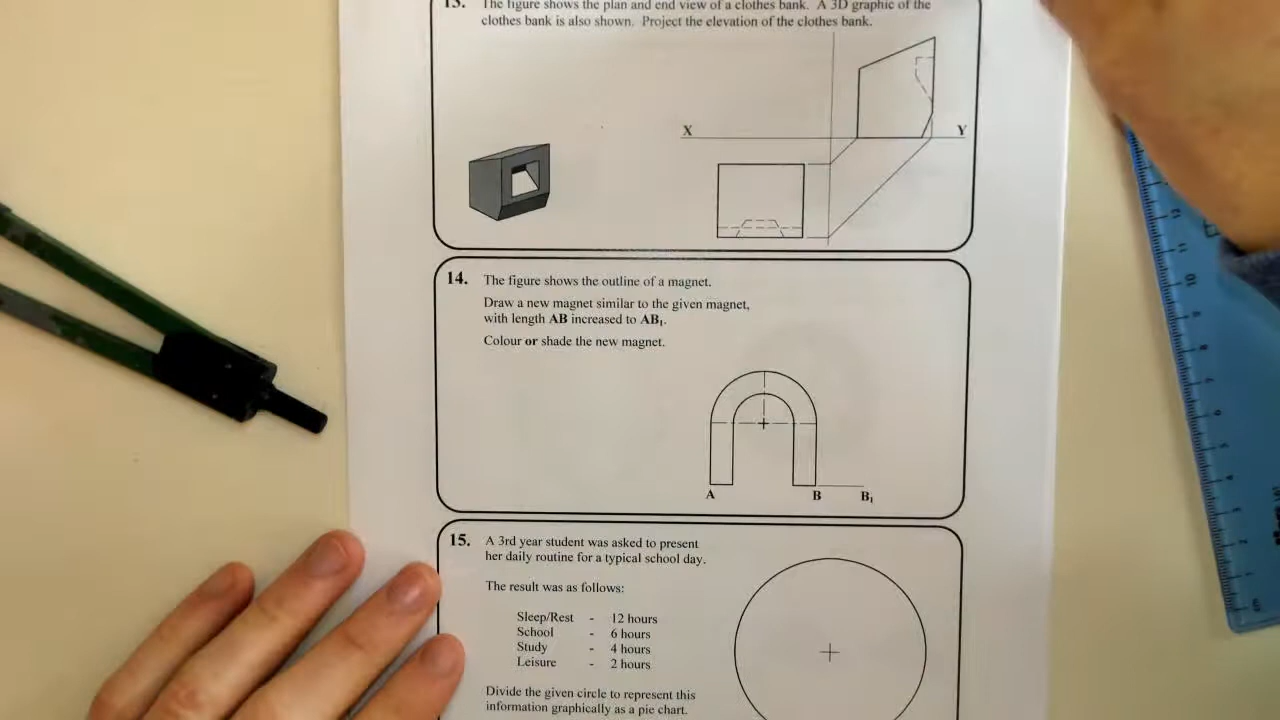 13. The figure shows the plan and end view of a clothes bank. A 3D graphic of the
clothes bank is also shown. Project the elevation of the clothes bank.
X
Y
14. The figure shows the outline of a magnet.
Draw a new magnet similar to the given magnet,
with length AB increased to AB₁.
Colour or shade the new magnet.
A B B₁
15. A 3rd year student was asked to present
her daily routine for a typical school day.
The result was as follows:
Sleep/Rest - 12 hours
School - 6 hours
Study - 4 hours
Leisure - 2 hours
Divide the given circle to represent this
information graphically as a pie chart.